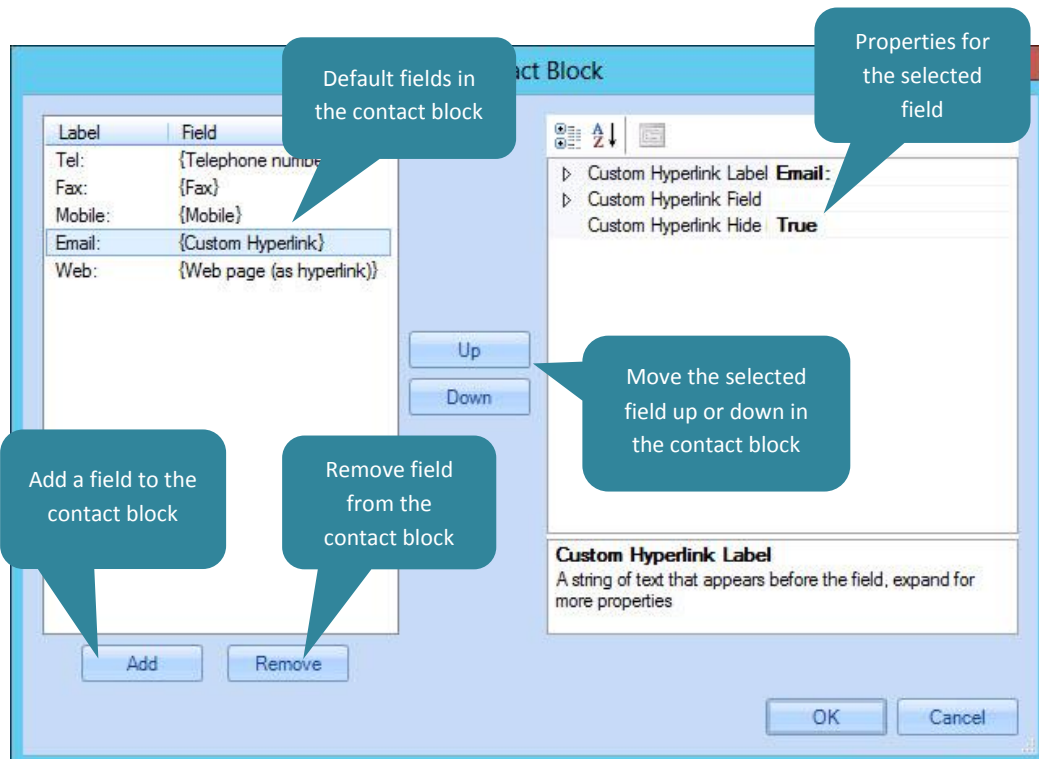 Default fields in
the contact block
Properties for
the selected
field
Block
Label Field
Tel: {Telephone
Fax: {Fax}
Mobile: {Mobile}
Email: {Custom Hyperlink}
Web: {Web page (as hyperlink)}
Custom Hyperlink Label Email:
Custom Hyperlink Field
Custom Hyperlink Hide True
Up
Down
Move the selected
field up or down in
the contact block
Add a field to the
contact block
Remove field
from the
contact block
Custom Hyperlink Label
A string of text that appears before the field, expand for
more properties
Add Remove
OK Cancel